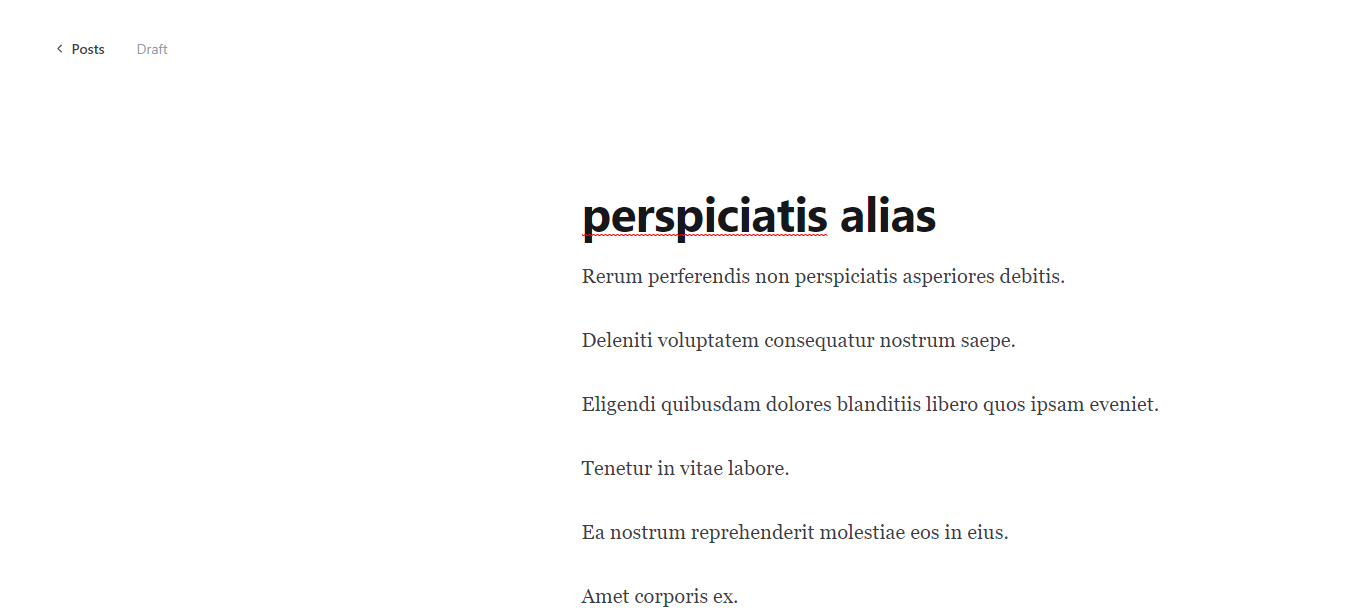 Posts Draft
perspiciatis alias
Rerum perferendis non perspiciatis asperiores debitis.
Deleniti voluptatem consequatur nostrum saepe.
Eligendi quibusdam dolores blanditiis libero quos ipsam eveniet.
Tenetur in vitae labore.
Ea nostrum reprehenderit molestiae eos in eius.
Amet corporis ex.